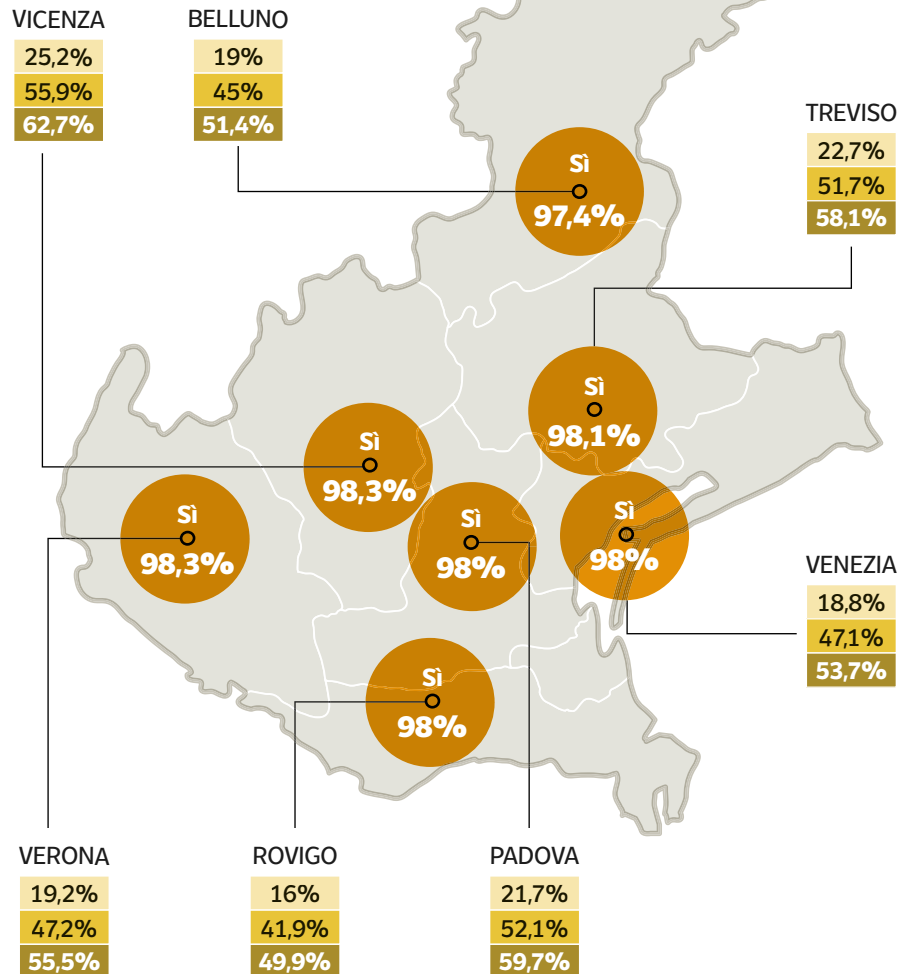 VICENZA
25,2%
55,9%
62,7%
BELLUNO
19%
45%
51,4%
TREVISO
22,7%
51,7%
58,1%
Sì
97,4%
Sì
98,1%
Sì
98,3%
Sì
98,3%
Sì
98%
Sì
98%
VENEZIA
18,8%
47,1%
53,7%
Sì
98%
VERONA
19,2%
47,2%
55,5%
ROVIGO
16%
41,9%
49,9%
PADOVA
21,7%
52,1%
59,7%